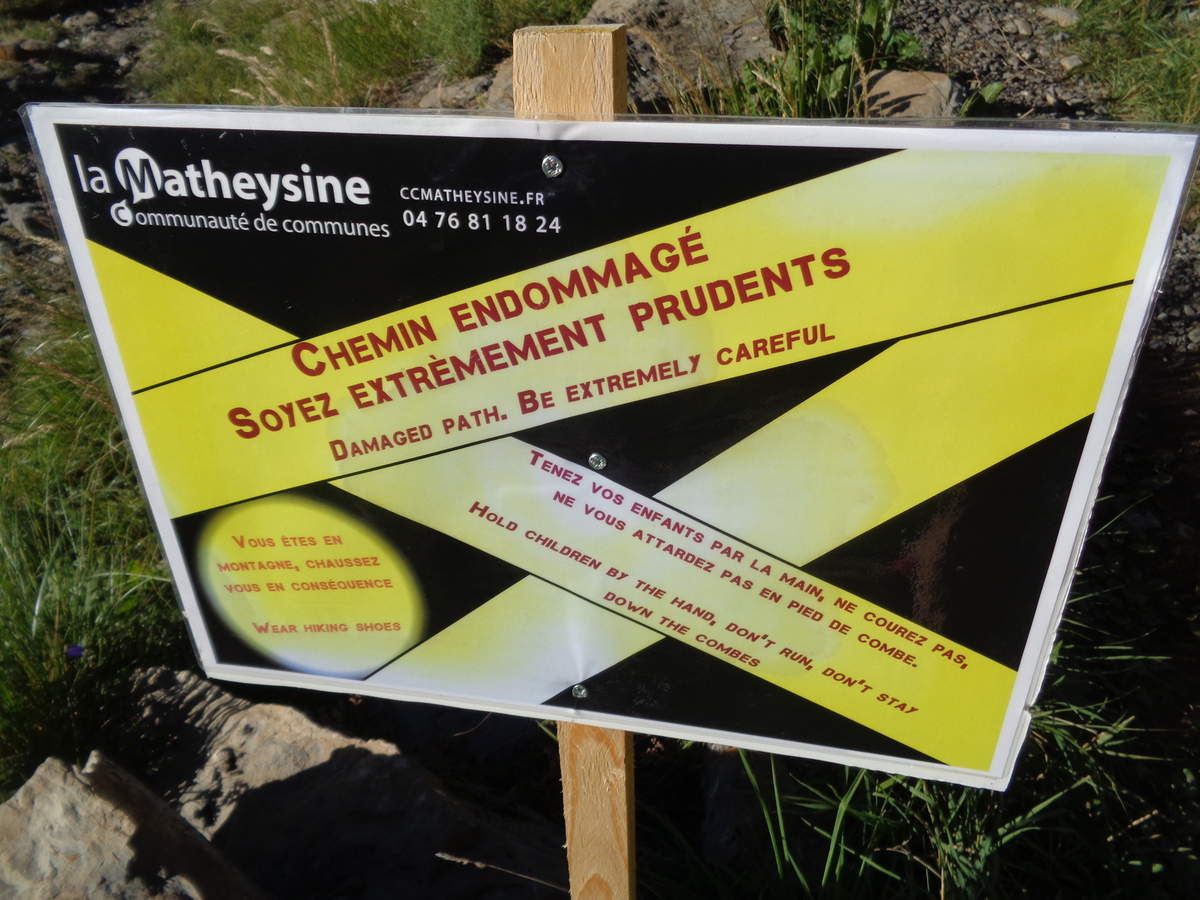 la Matheysine
Communauté de communes
CCMATHEYSINE.FR
04 76 81 18 24
CHEMIN ENDOMMAGÉ
SOYEZ EXTRÈMEMENT PRUDENTS
DAMAGED PATH. BE EXTREMELY CAREFUL
TENEZ VOS ENFANTS PAR LA MAIN, NE COUREZ PAS,
NE VOUS ATTARDEZ PAS EN PIED DE COMBE.
HOLD CHILDREN BY THE HAND, DON'T RUN, DON'T STAY
DOWN THE COMBES
VOUS ÊTES EN
MONTAGNE, CHAUSSEZ
VOUS EN CONSÉQUENCE
WEAR HIKING SHOES